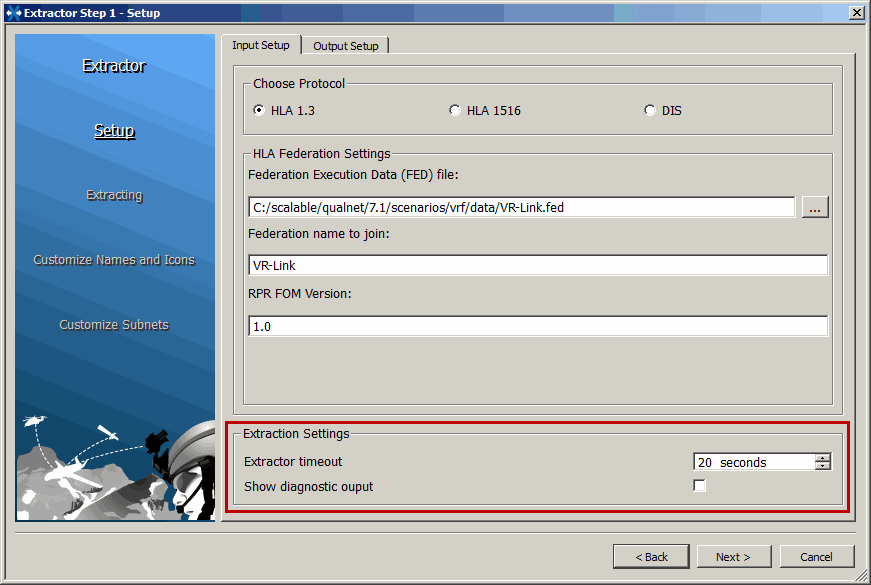 Extractor Step 1 - Setup
Extractor
Setup
Extracting
Customize Names and Icons
Customize Subnets
Input Setup
Output Setup
Choose Protocol
HLA 1.3
HLA 1516
DIS
HLA Federation Settings
Federation Execution Data (FED) file:
C:/scalable/qualnet/7.1/scenarios/vrf/data/VR-Link.fed
...
Federation name to join:
VR-Link
RPR FOM Version:
1.0
Extraction Settings
Extractor timeout
20 seconds
Show diagnostic ouput
< Back
Next >
Cancel